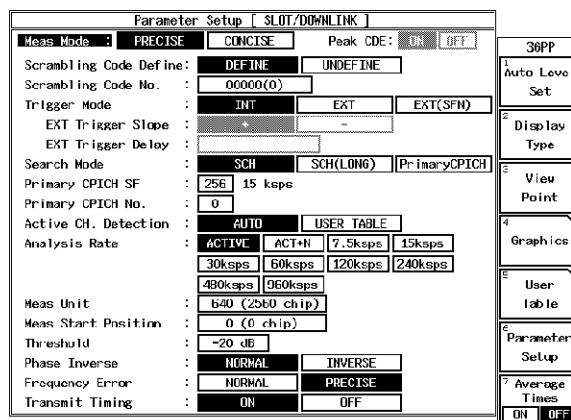 Parameter Setup [ SLOT/DOWNLINK ]
Meas Mode : PRECISE CONCISE Peak CDE: ON OFF
Scrambling Code Define: DEFINE UNDEFINE
Scrambling Code No. : 00000(0)
Trigger Mode : INT EXT EXT(SFN)
EXT Trigger Slope : + -
EXT Trigger Delay :
Search Mode : SCH SCH(LONG) PrimaryCPICH
Primary CPICH SF : 256 15 ksps
Primary CPICH No. : 0
Active CH. Detection : AUTO USER TABLE
Analysis Rate : ACTIVE ACT+N 7.5ksps 15ksps
30ksps 60ksps 120ksps 240ksps
480ksps 960ksps
Meas Unit : 640 (2560 chip)
Meas Start Position : 0 (0 chip)
Threshold : -20 dB
Phase Inverse : NORMAL INVERSE
Frequency Error : NORMAL PRECISE
Transmit Timing : ON OFF
3GPP
1
Auto Leve
Set
2
Display
Type
3
View
Point
4
Graphics
5
User
Table
6
Parameter
Setup
7 Average
Times
ON OFF